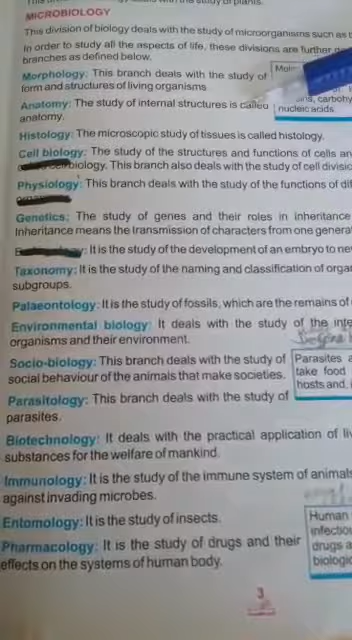 study of plants.
MICROBIOLOGY
This division of biology deals with the study of microorganisms such as
In order to study all the aspects of life, these divisions are further
branches as defined below.
Morphology: This branch deals with the study of
form and structures of living organisms
Anatomy: The study of internal structures is called
anatomy.
carbohy
nucleic acids
Histology: The microscopic study of tissues is called histology.
Cell biology: The study of the structures and functions of cells
biology. This branch also deals with the study of cell
Physiology: This branch deals with the study of the functions of
Genetics: The study of genes and their roles in inheritance
Inheritance means the transmission of characters from one
It is the study of the development of an embryo to
Taxonomy: It is the study of the naming and classification of
subgroups.
Palaeontology: It is the study of fossils, which are the remains of
Environmental biology: It deals with the study of the
organisms and their environment.
Socio-biology: This branch deals with the study of
social behaviour of the animals that make societies.
Parasites
take food
hosts and,
Parasitology: This branch deals with the study of
parasites.
Biotechnology: It deals with the practical application of
substances for the welfare of mankind.
Immunology: It is the study of the immune system of animals
against invading microbes.
Entomology: It is the study of insects.
Pharmacology: It is the study of drugs and their
effects on the systems of human body.
Human
infectio
drugs a
biologi
3